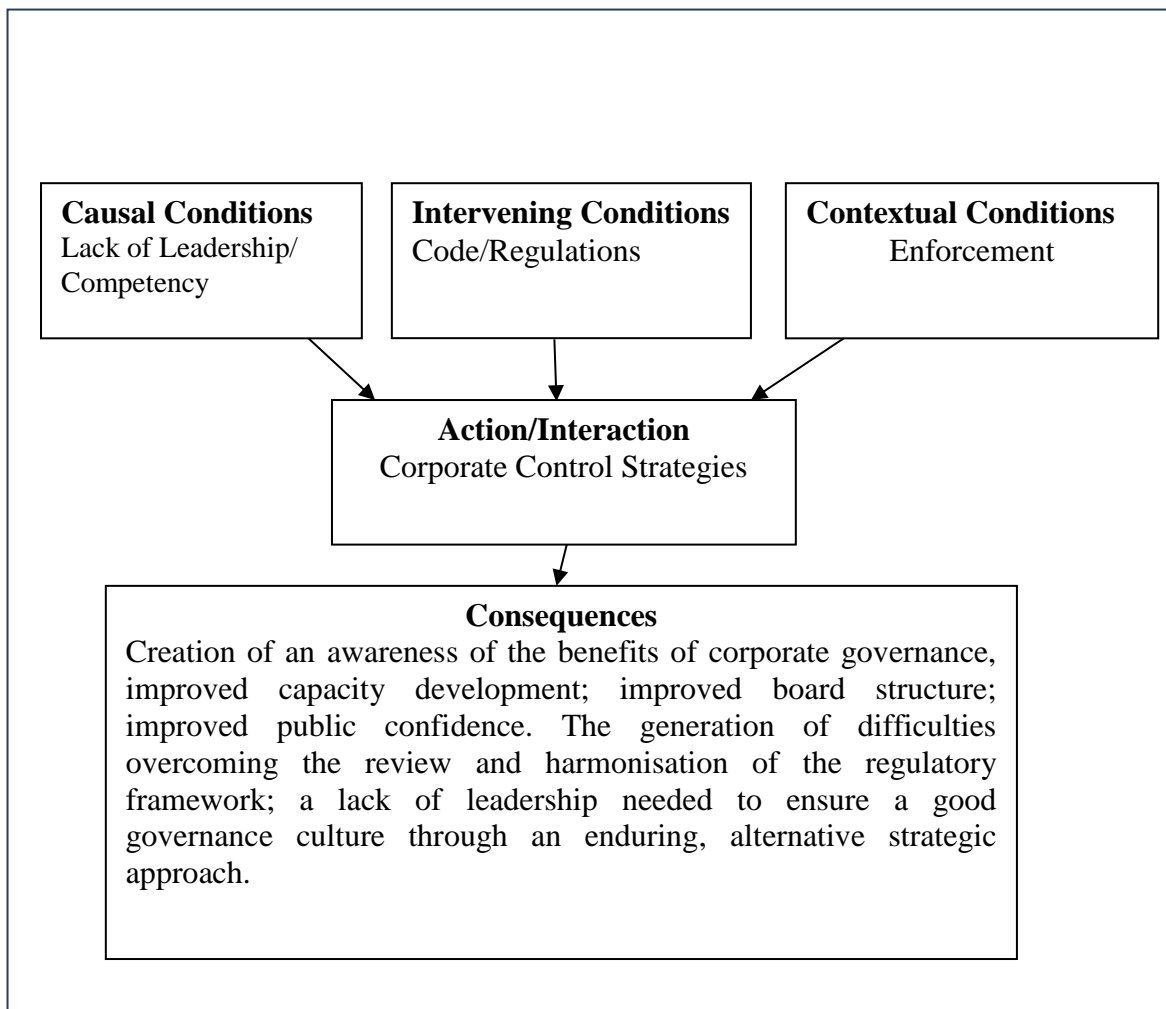 Causal Conditions
Lack of Leadership/
Competency
Intervening Conditions
Code/Regulations
Contextual Conditions
Enforcement
Action/Interaction
Corporate Control Strategies
Consequences
Creation of an awareness of the benefits of corporate governance,
improved capacity development; improved board structure;
improved public confidence. The generation of difficulties
overcoming the review and harmonisation of the regulatory
framework; a lack of leadership needed to ensure a good
governance culture through an enduring, alternative strategic
approach.